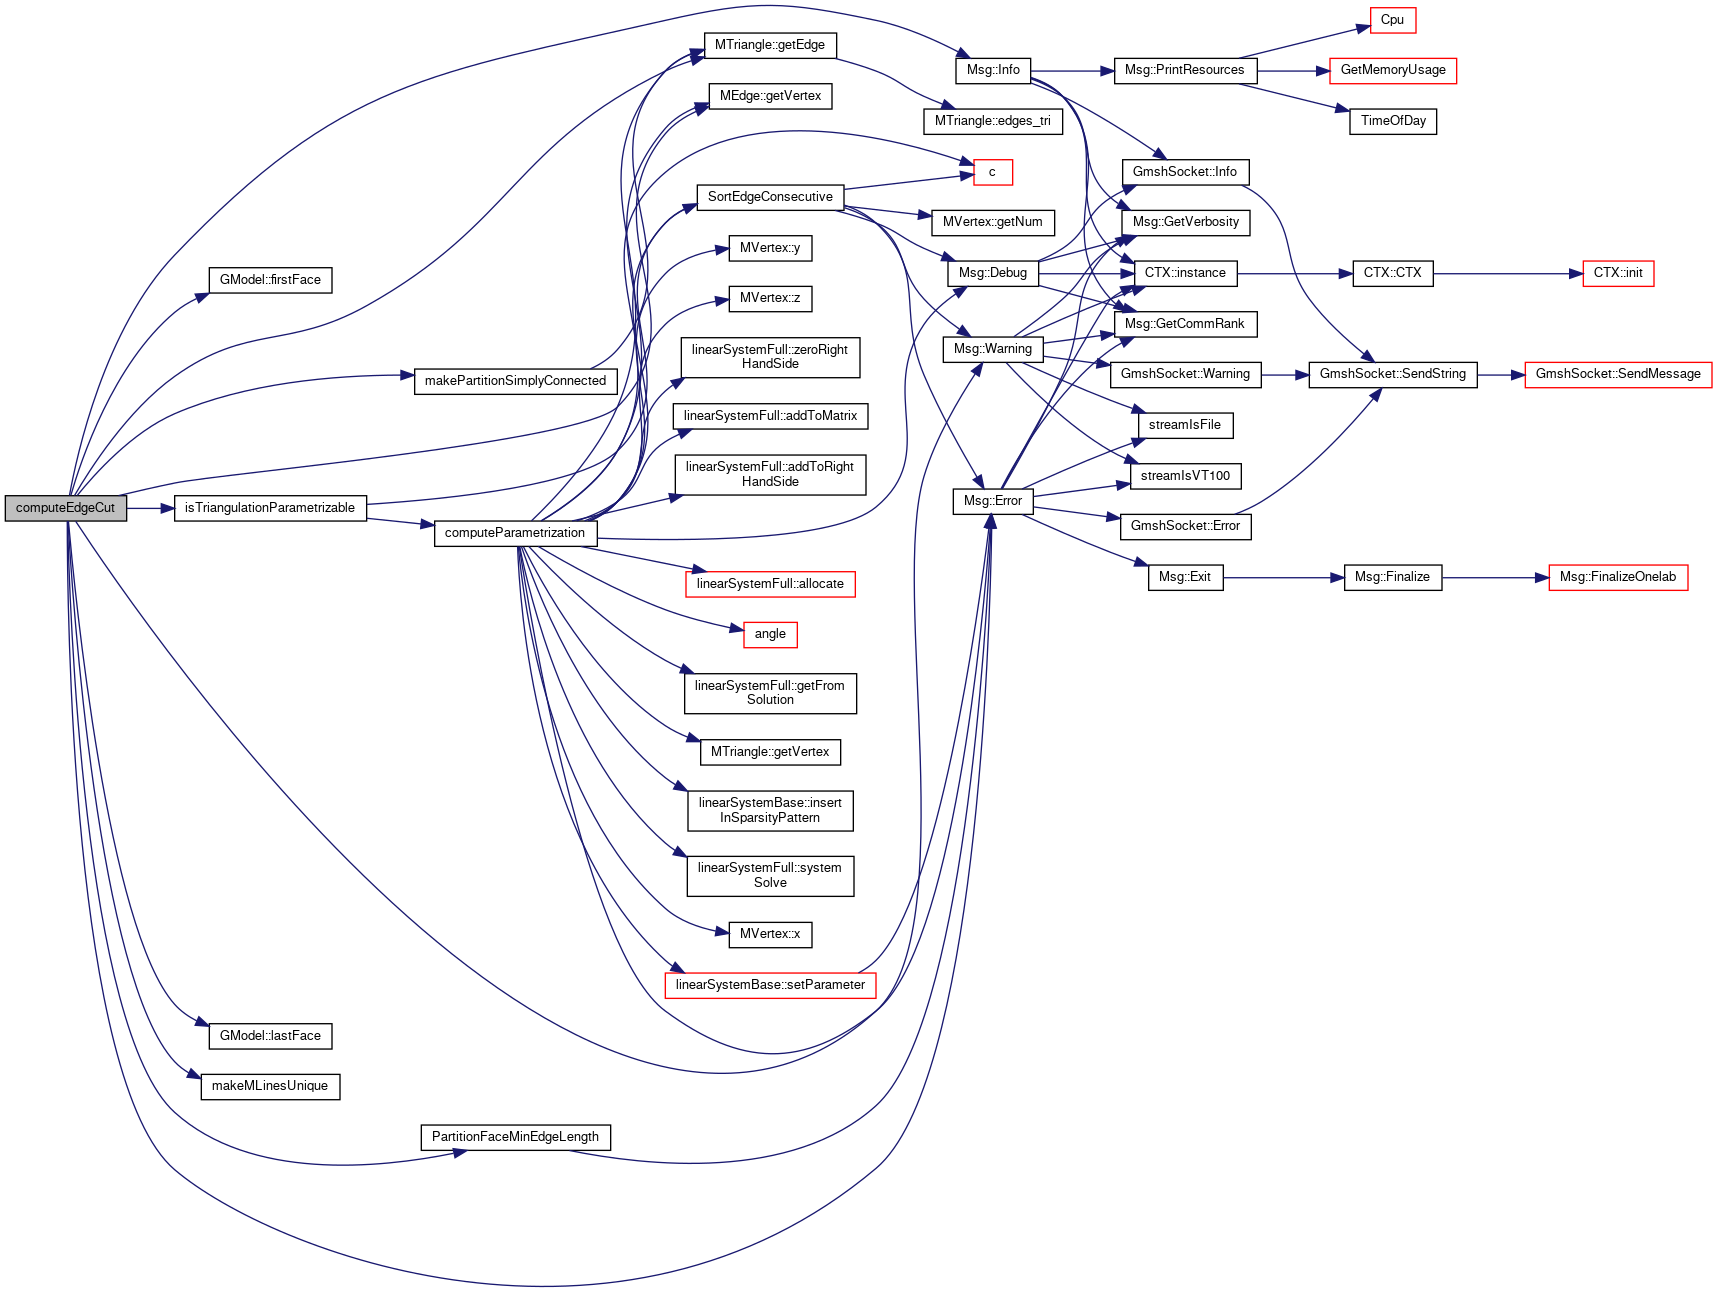 computeEdgeCut
GModel::firstFace
makePartitionSimplyConnected
isTriangulationParametrizable
computeParametrization
GModel::lastFace
makeMLinesUnique
PartitionFaceMinEdgeLength
MTriangle::getEdge
MEdge::getVertex
SortEdgeConsecutive
MVertex::y
MVertex::z
linearSystemFull::zeroRight
HandSide
linearSystemFull::addToMatrix
linearSystemFull::addToRight
HandSide
linearSystemFull::allocate
angle
linearSystemFull::getFrom
Solution
MTriangle::getVertex
linearSystemBase::insert
InSparsityPattern
linearSystemFull::system
Solve
MVertex::x
linearSystemBase::setParameter
Msg::Info
MTriangle::edges_tri
c
MVertex::getNum
Msg::Debug
Msg::Warning
Msg::Error
Msg::PrintResources
GmshSocket::Info
Msg::GetVerbosity
CTX::instance
Msg::GetCommRank
GmshSocket::Warning
streamIsFile
streamIsVT100
GmshSocket::Error
Msg::Exit
Cpu
GetMemoryUsage
TimeOfDay
CTX::CTX
GmshSocket::SendString
Msg::Finalize
CTX::init
GmshSocket::SendMessage
Msg::FinalizeOnelab